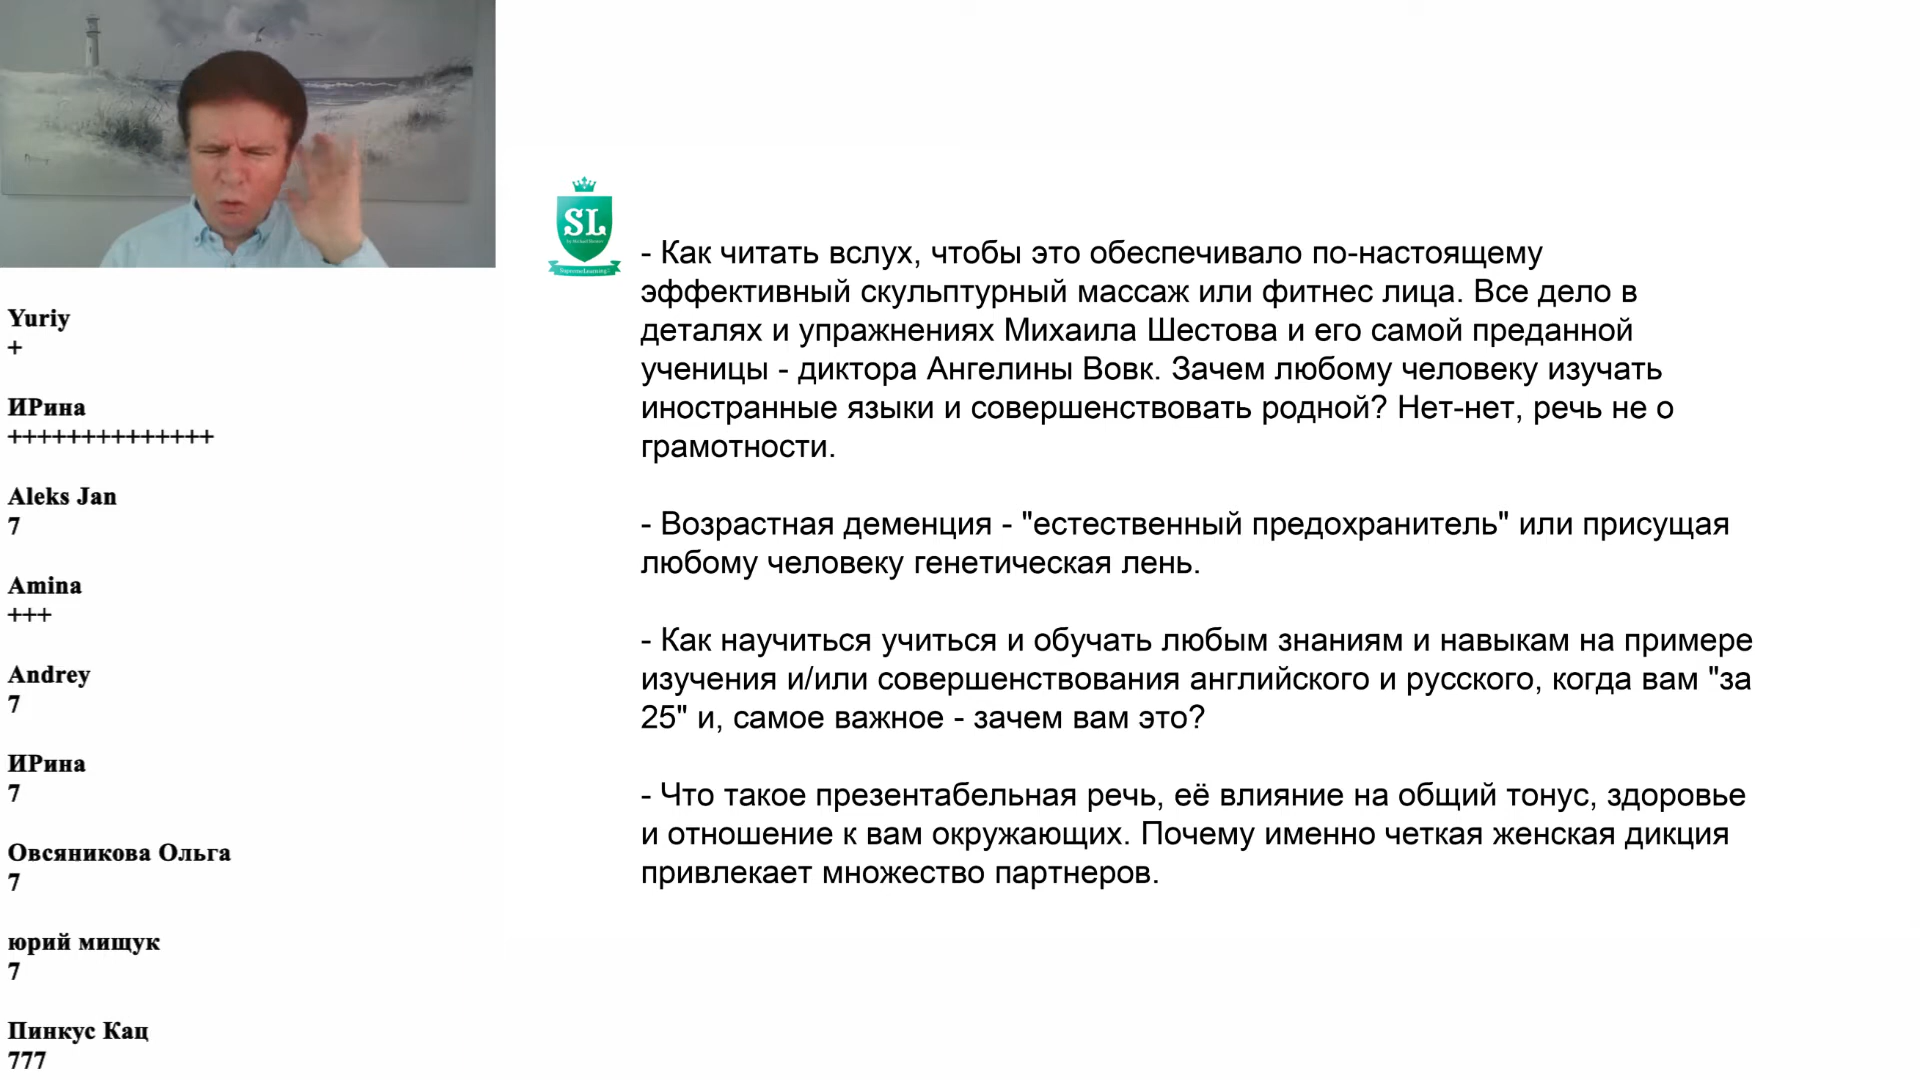 SL
SupremeLearning
- Как читать вслух, чтобы это обеспечивало по-настоящему
эффективный скульптурный массаж или фитнес лица. Все дело в
деталях и упражнениях Михаила Шестова и его самой преданной
ученицы - диктора Ангелины Вовк. Зачем любому человеку изучать
иностранные языки и совершенствовать родной? Нет-нет, речь не о
грамотности.
- Возрастная деменция - "естественный предохранитель" или присущая
любому человеку генетическая лень.
- Как научиться учиться и обучать любым знаниям и навыкам на примере
изучения и/или совершенствования английского и русского, когда вам "за
25" и, самое важное - зачем вам это?
- Что такое презентабельная речь, её влияние на общий тонус, здоровье
и отношение к вам окружающих. Почему именно четкая женская дикция
привлекает множество партнеров.
Yuriy
+
ИРина
++++++++++++++
Aleks Jan
7
Amina
+++
Andrey
7
ИРина
7
Овсяникова Ольга
7
юрий мищук
7
Пинкус Кац
777